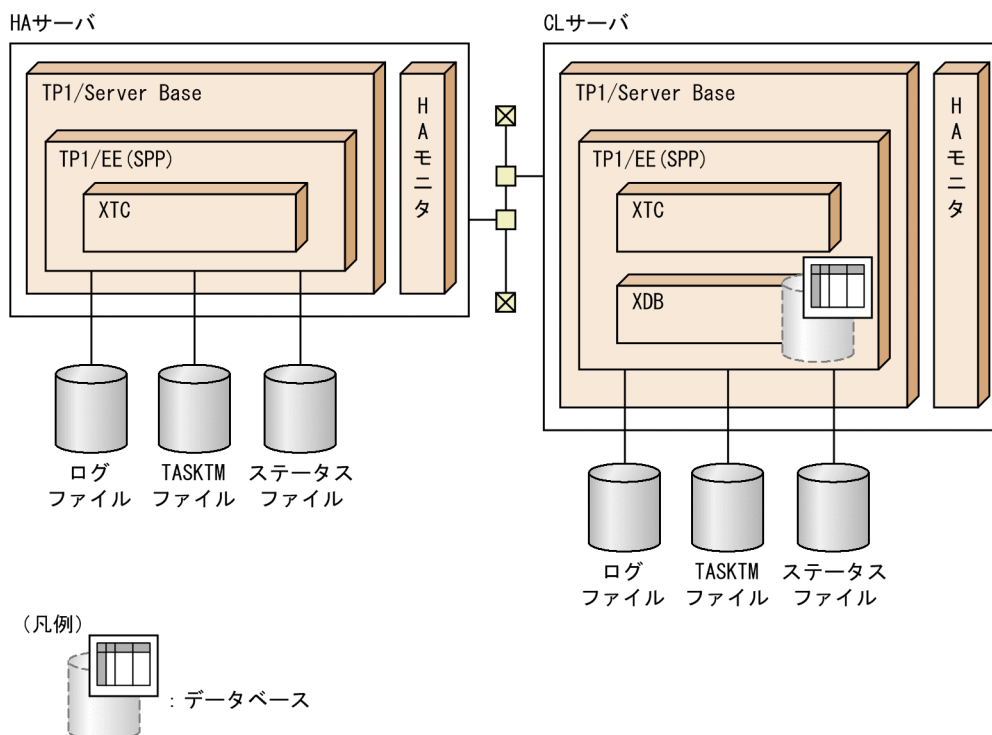 HAサーバ
TP1/Server Base
TP1/EE(SPP)
XTC
HAモニタ
ログ
ファイル
TASKTM
ファイル
ステータス
ファイル
CLサーバ
TP1/Server Base
TP1/EE(SPP)
XTC
XDB
HAモニタ
ログ
ファイル
TASKTM
ファイル
ステータス
ファイル
(凡例)
：データベース